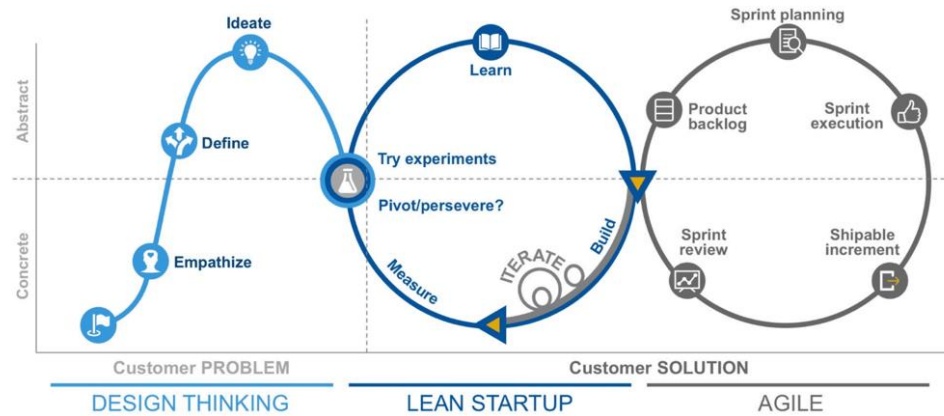 Ideate
Sprint planning
Learn
Abstract
Product
backlog
Sprint
execution
Define
Try experiments
Pivot/persevere?
Empathize
Concrete
Measure
ITERATE
Build
Sprint
review
Shipable
increment
Customer PROBLEM
Customer SOLUTION
DESIGN THINKING
LEAN STARTUP
AGILE